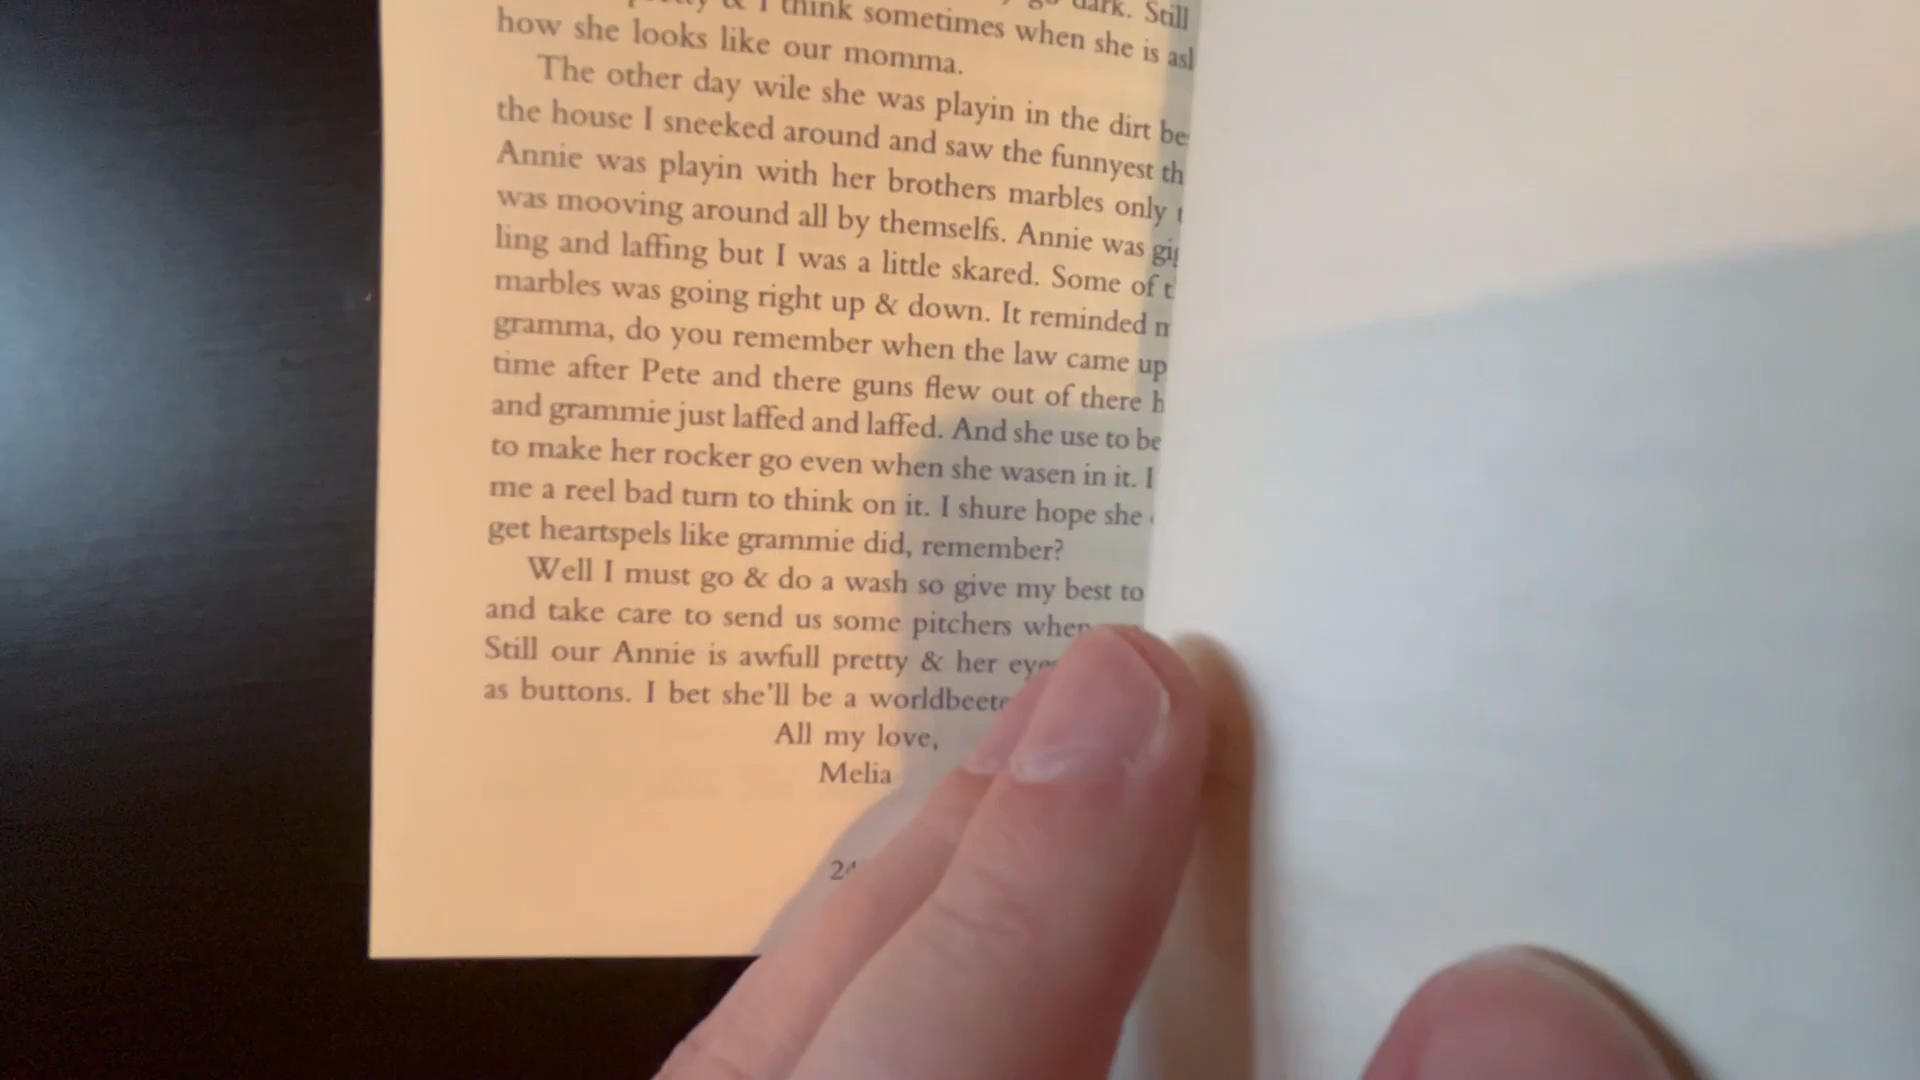 & I think sometimes when she is
how she looks like our momma.
The other day wile she was playin in the dirt
the house I sneeked around and saw the funnyest
Annie was playin with her brothers marbles only
was mooving around all by themselfs. Annie was
ling and laffing but I was a little skared. Some of
marbles was going right up & down. It reminded
gramma, do you remember when the law came up
time after Pete and there guns flew out of there
and grammie just laffed and laffed. And she use to be
to make her rocker go even when she wasen in it. I
me a reel bad turn to think on it. I shure hope she
get heartspels like grammie did, remember?
Well I must go & do a wash so give my best to
and take care to send us some pitchers when
Still our Annie is awfull pretty & her
as buttons. I bet she'll be a
All my love,
Melia